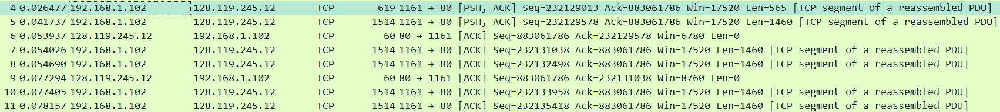 4 0.026477 192.168.1.102 128.119.245.12 TCP 619 1161 → 80 [PSH, ACK] Seq=232129013 Ack=883061786 Win=17520 Len=565 [TCP segment of a reassembled PDU]
5 0.041737 192.168.1.102 128.119.245.12 TCP 1514 1161 → 80 [PSH, ACK] Seq=232129578 Ack=883061786 Win=17520 Len=1460 [TCP segment of a reassembled PDU]
6 0.053937 128.119.245.12 192.168.1.102 TCP 60 80 → 1161 [ACK] Seq=883061786 Ack=232129578 Win=6780 Len=0
7 0.054026 192.168.1.102 128.119.245.12 TCP 1514 1161 → 80 [ACK] Seq=232131038 Ack=883061786 Win=17520 Len=1460 [TCP segment of a reassembled PDU]
8 0.054690 192.168.1.102 128.119.245.12 TCP 1514 1161 → 80 [ACK] Seq=232132498 Ack=883061786 Win=17520 Len=1460 [TCP segment of a reassembled PDU]
9 0.077294 128.119.245.12 192.168.1.102 TCP 60 80 → 1161 [ACK] Seq=883061786 Ack=232131038 Win=8760 Len=0
10 0.077405 192.168.1.102 128.119.245.12 TCP 1514 1161 → 80 [ACK] Seq=232133958 Ack=883061786 Win=17520 Len=1460 [TCP segment of a reassembled PDU]
11 0.078157 192.168.1.102 128.119.245.12 TCP 1514 1161 → 80 [ACK] Seq=232135418 Ack=883061786 Win=17520 Len=1460 [TCP segment of a reassembled PDU]